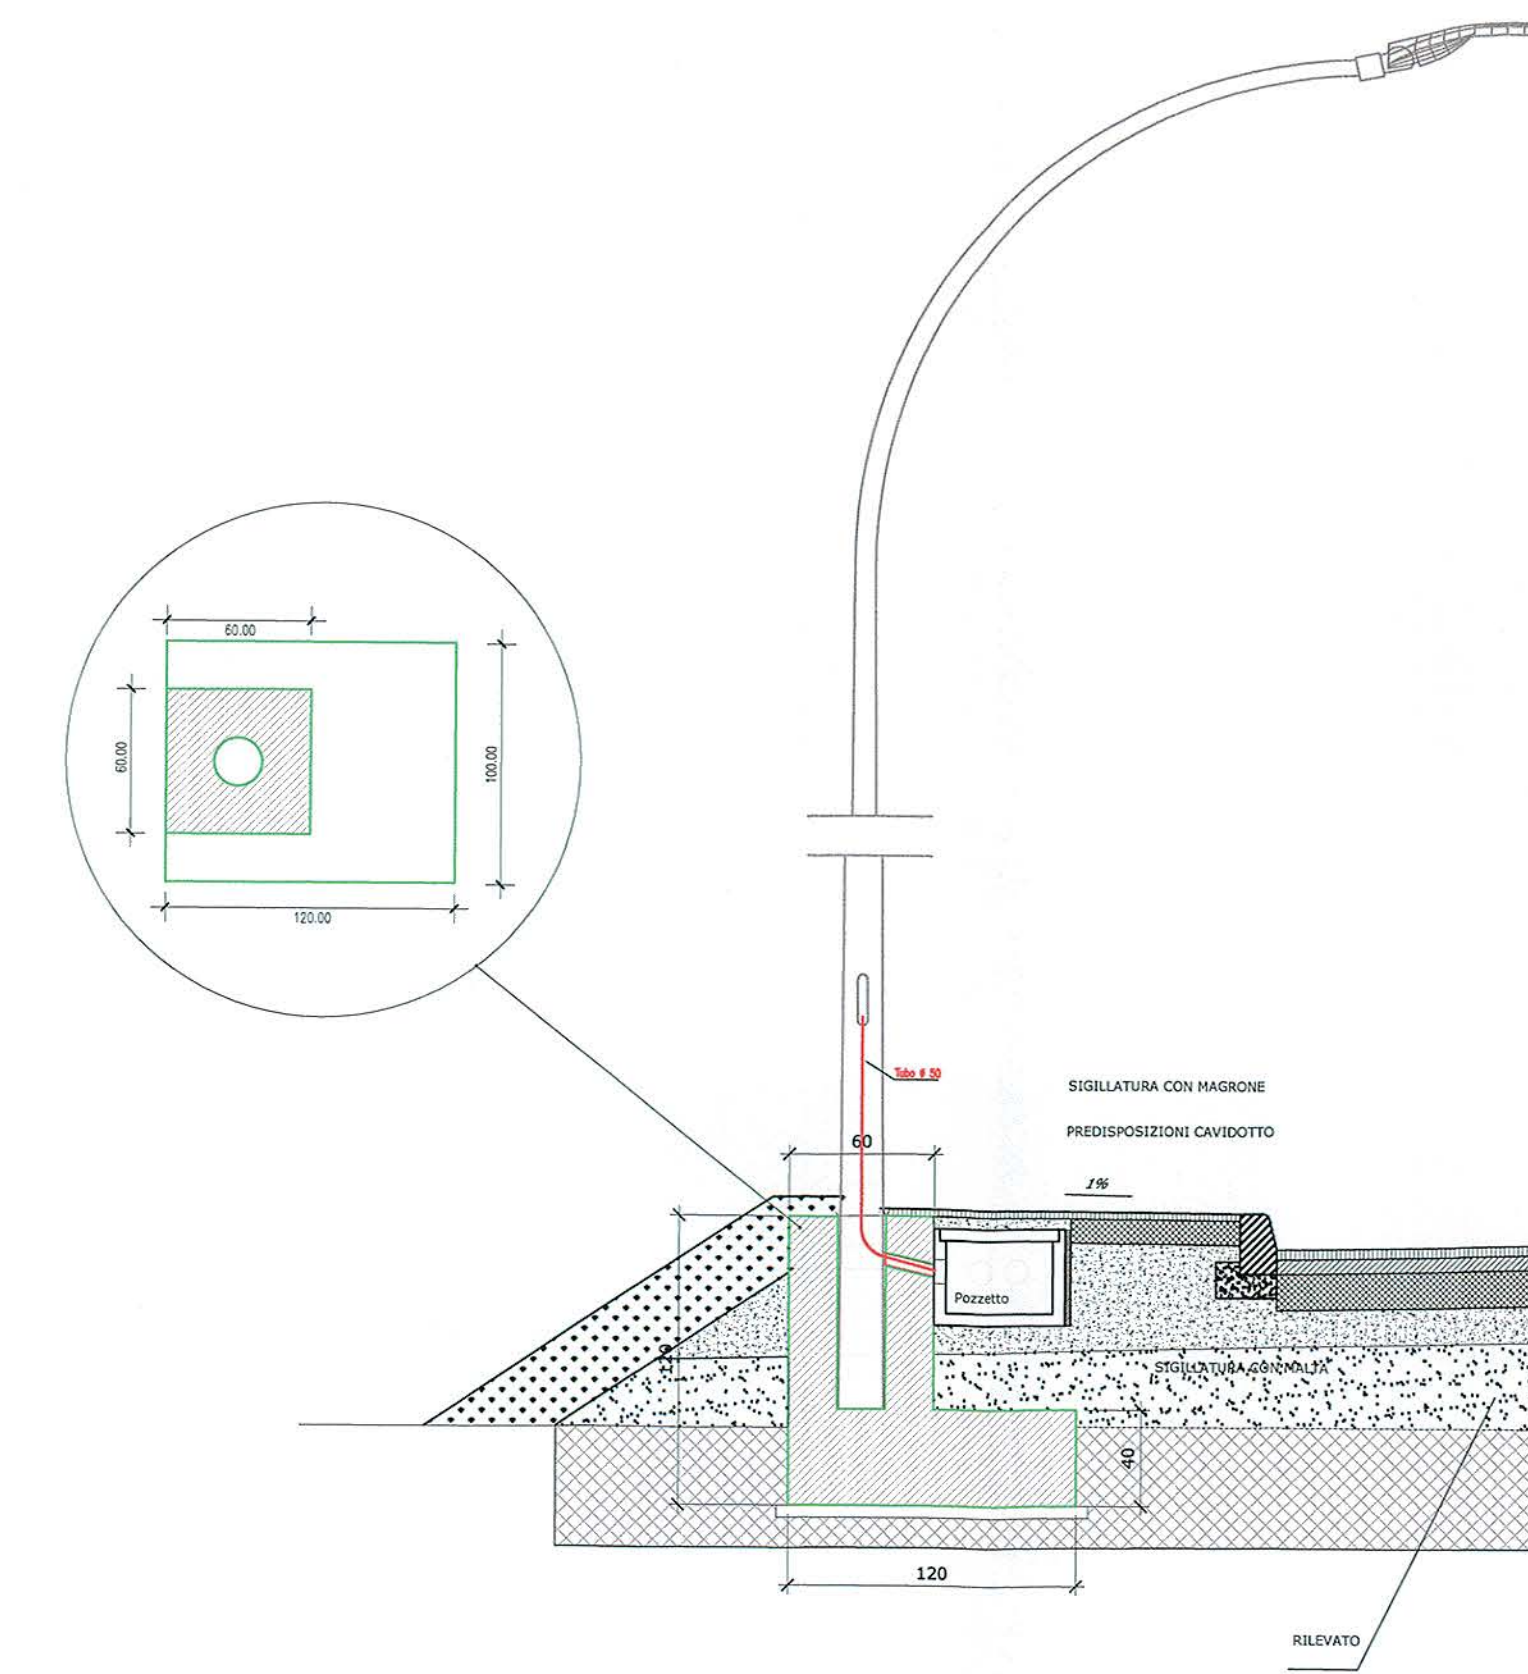 60.00
60.00
100.00
120.00
Tubo ø 50
SIGILLATURA CON MAGRONE
PREDISPOSIZIONI CAVIDOTTO
60
1%
Pozzetto
120
SIGILLATURA CON MALTA
40
120
RILEVATO